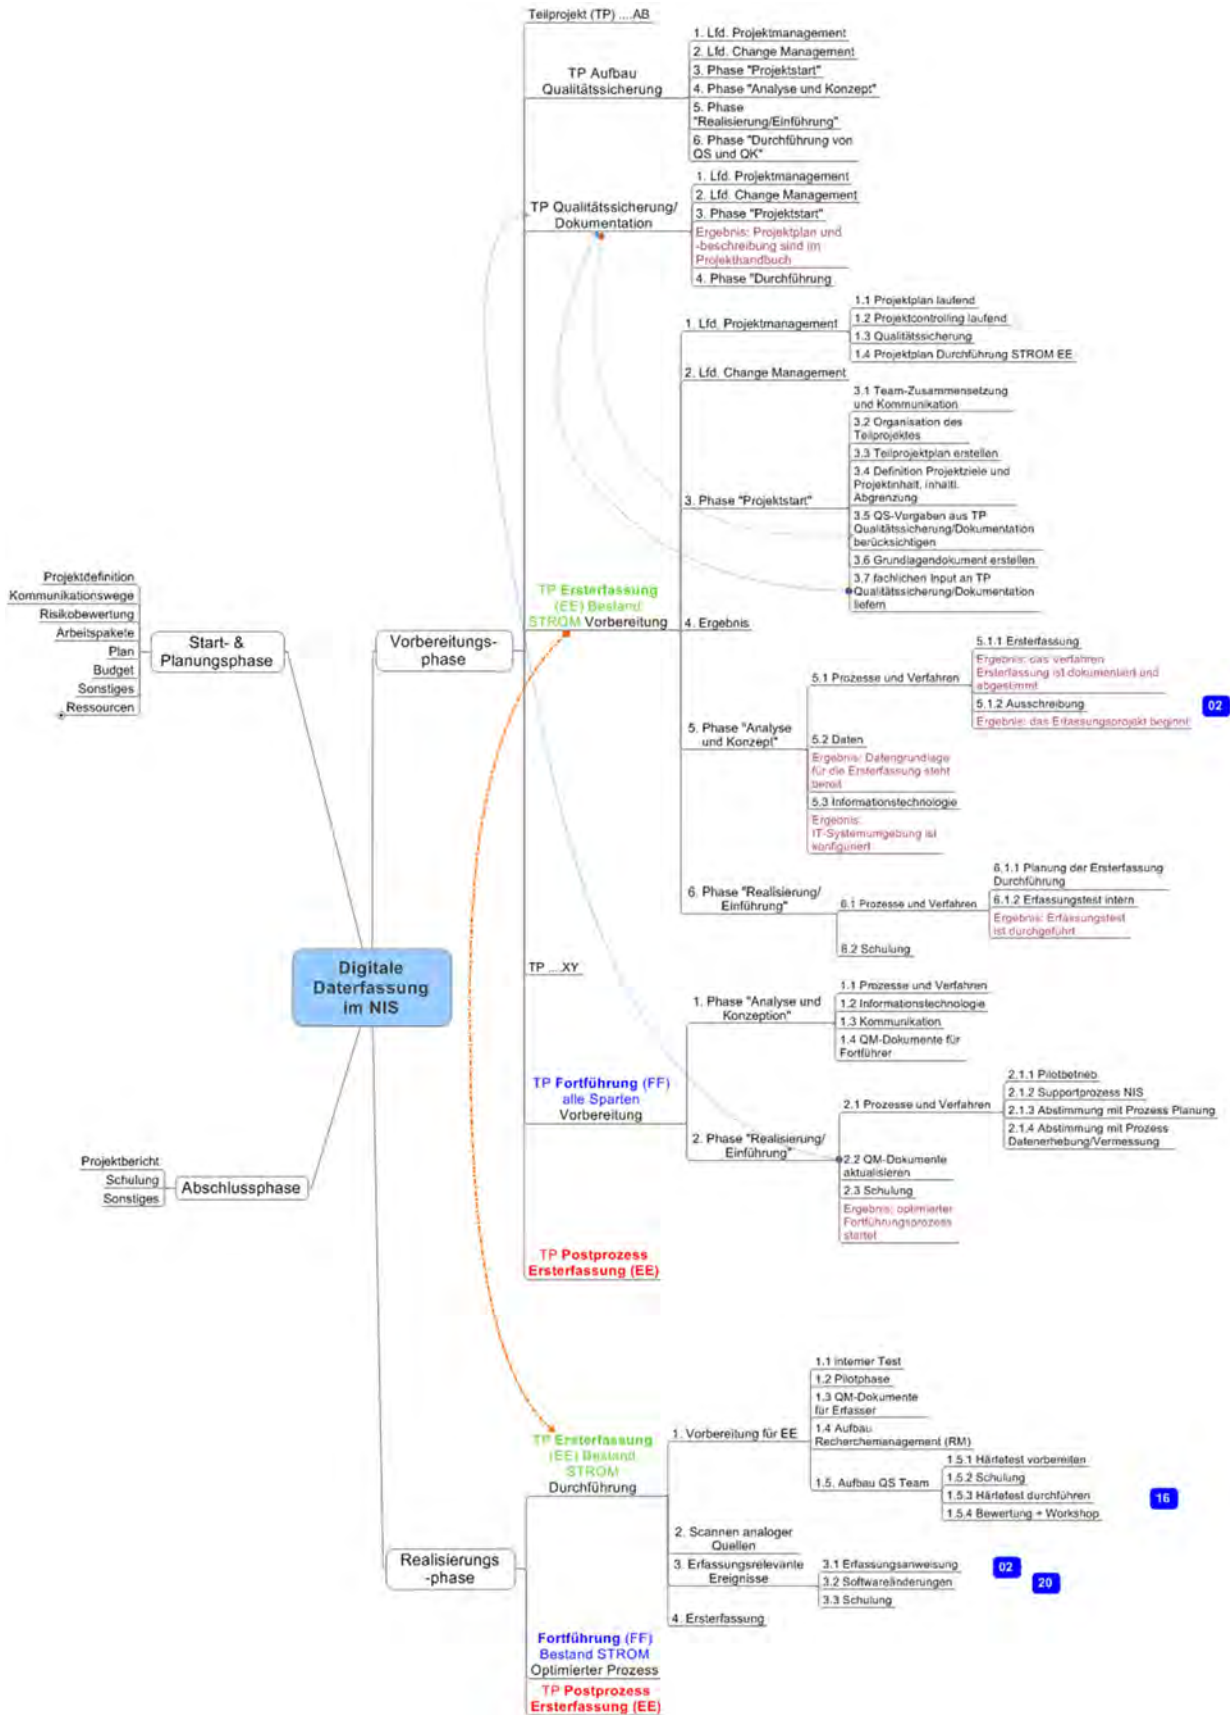 Teilprojekt (TP) ....AB
TP Aufbau
Qualitätssicherung
1. Lfd. Projektmanagement
2. Lfd. Change Management
3. Phase "Projektstart"
4. Phase "Analyse und Konzept"
5. Phase
"Realisierung/Einführung"
6. Phase "Durchführung von
QS und QK"
TP Qualitätssicherung/
Dokumentation
1. Lfd. Projektmanagement
2. Lfd. Change Management
3. Phase "Projektstart"
Ergebnis: Projektplan und
-beschreibung sind im
Projekthandbuch
4. Phase "Durchführung
TP Ersterfassung
(EE) Bestand
STROM Vorbereitung
1. Lfd. Projektmanagement
1.1 Projektplan laufend
1.2 Projektcontrolling laufend
1.3 Qualitätssicherung
1.4 Projektplan Durchführung STROM EE
2. Lfd. Change Management
3. Phase "Projektstart"
3.1 Team-Zusammensetzung
und Kommunikation
3.2 Organisation des
Teilprojektes
3.3 Teilprojektplan erstellen
3.4 Definition Projektziele und
Projektinhalt, inhaltl.
Abgrenzung
3.5 QS-Vorgaben aus TP
Qualitätssicherung/Dokumentation
berücksichtigen
3.6 Grundlagendokument erstellen
3.7 fachlichen Input an TP
Qualitätssicherung/Dokumentation
liefern
4. Ergebnis
5. Phase "Analyse
und Konzept"
5.1 Prozesse und Verfahren
5.1.1 Ersterfassung
Ergebnis: das Verfahren
Ersterfassung ist dokumentiert und
abgestimmt
5.1.2 Ausschreibung
Ergebnis: das Erfassungsprojekt beginnt
02
5.2 Daten
Ergebnis: Datengrundlage
für die Ersterfassung steht
bereit
5.3 Informationstechnologie
Ergebnis:
IT-Systemumgebung ist
konfiguriert
6. Phase "Realisierung/
Einführung"
6.1 Prozesse und Verfahren
6.1.1 Planung der Ersterfassung
Durchführung
6.1.2 Erfassungstest intern
Ergebnis: Erfassungstest
ist durchgeführt
6.2 Schulung
TP ....XY
TP Fortführung (FF)
alle Sparten
Vorbereitung
1. Phase "Analyse und
Konzeption"
1.1 Prozesse und Verfahren
1.2 Informationstechnologie
1.3 Kommunikation
1.4 QM-Dokumente für
Fortführer
2. Phase "Realisierung/
Einführung"
2.1 Prozesse und Verfahren
2.1.1 Pilotbetrieb
2.1.2 Supportprozess NIS
2.1.3 Abstimmung mit Prozess Planung
2.1.4 Abstimmung mit Prozess
Datenerhebung/Vermessung
2.2 QM-Dokumente
aktualisieren
2.3 Schulung
Ergebnis: optimierter
Fortführungsprozess
startet
TP Postprozess
Ersterfassung (EE)
Projektdefinition
Kommunikationswege
Risikobewertung
Arbeitspakete
Plan
Budget
Sonstiges
Ressourcen
Start- &
Planungsphase
Vorbereitungs-
phase
Digitale
Daterfassung
im NIS
Projektbericht
Schulung
Sonstiges
Abschlussphase
Realisierungs
-phase
TP Ersterfassung
(EE) Bestand
STROM
Durchführung
1. Vorbereitung für EE
1.1 interner Test
1.2 Pilotphase
1.3 QM-Dokumente
für Erfasser
1.4 Aufbau
Recherchemanagement (RM)
1.5. Aufbau QS Team
1.5.1 Härtetest vorbereiten
1.5.2 Schulung
1.5.3 Härtetest durchführen
1.5.4 Bewertung + Workshop
16
2. Scannen analoger
Quellen
3. Erfassungsrelevante
Ereignisse
3.1 Erfassungsanweisung
3.2 Softwareänderungen
3.3 Schulung
02
20
4. Ersterfassung
Fortführung (FF)
Bestand STROM
Optimierter Prozess
TP Postprozess
Ersterfassung (EE)